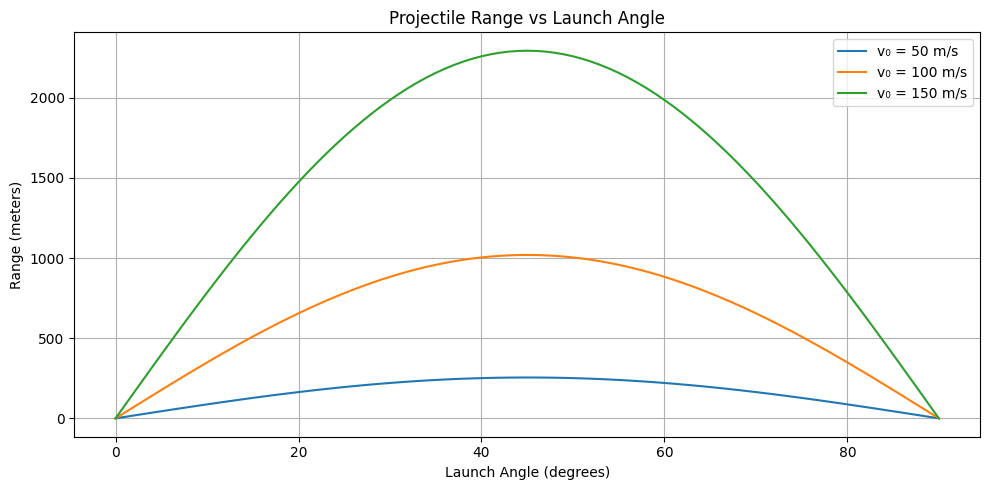 Projectile Range vs Launch Angle
v₀ = 50 m/s
v₀ = 100 m/s
v₀ = 150 m/s
Range (meters)
2000
1500
1000
500
0
0 20 40 60 80
Launch Angle (degrees)